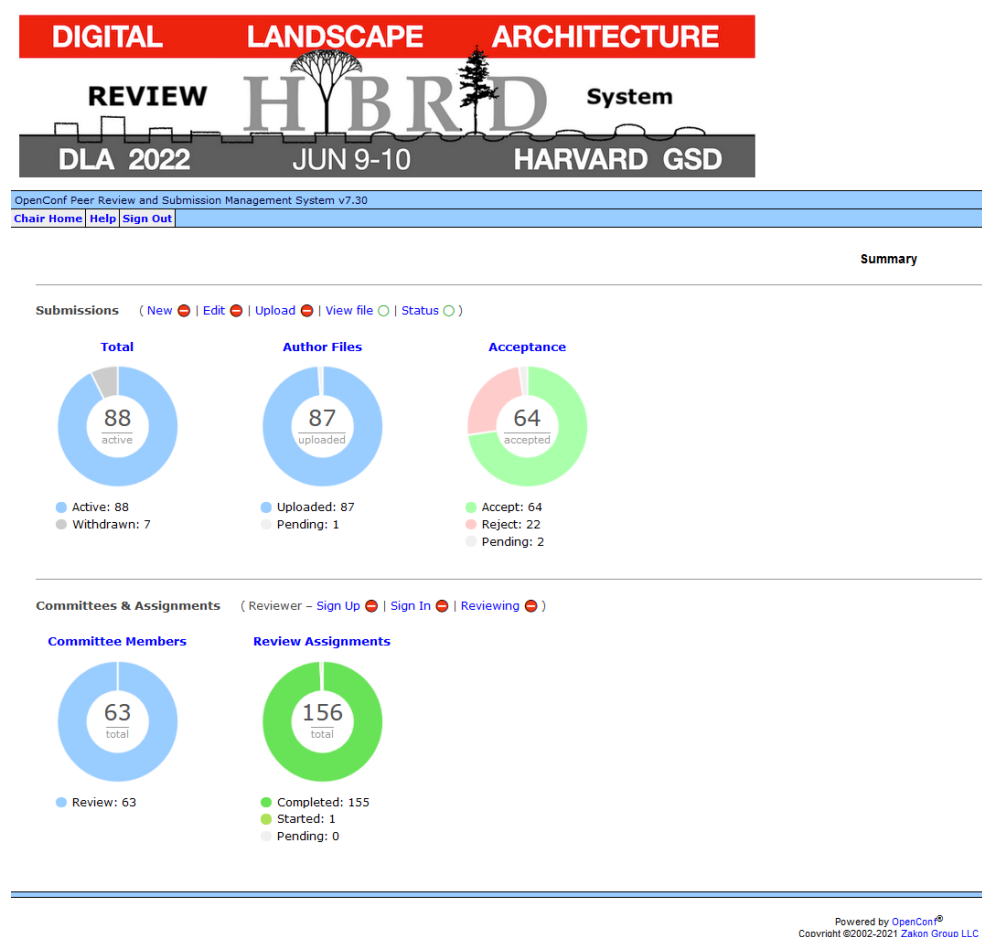 DIGITAL LANDSCAPE ARCHITECTURE
REVIEW HYBRID System
DLA 2022 JUN 9-10 HARVARD GSD
OpenConf Peer Review and Submission Management System v7.30
Chair Home Help Sign Out
Summary
Submissions ( New | Edit | Upload | View file | Status )
Total Author Files Acceptance
88 87 64
active uploaded accepted
Active: 88 Uploaded: 87 Accept: 64
Withdrawn: 7 Pending: 1 Reject: 22
Pending: 2
Committees & Assignments ( Reviewer – Sign Up | Sign In | Reviewing )
Committee Members Review Assignments
63 156
total total
Review: 63 Completed: 155
Started: 1
Pending: 0
Powered by OpenConf®
Copyright ©2002-2021 Zakon Group LLC